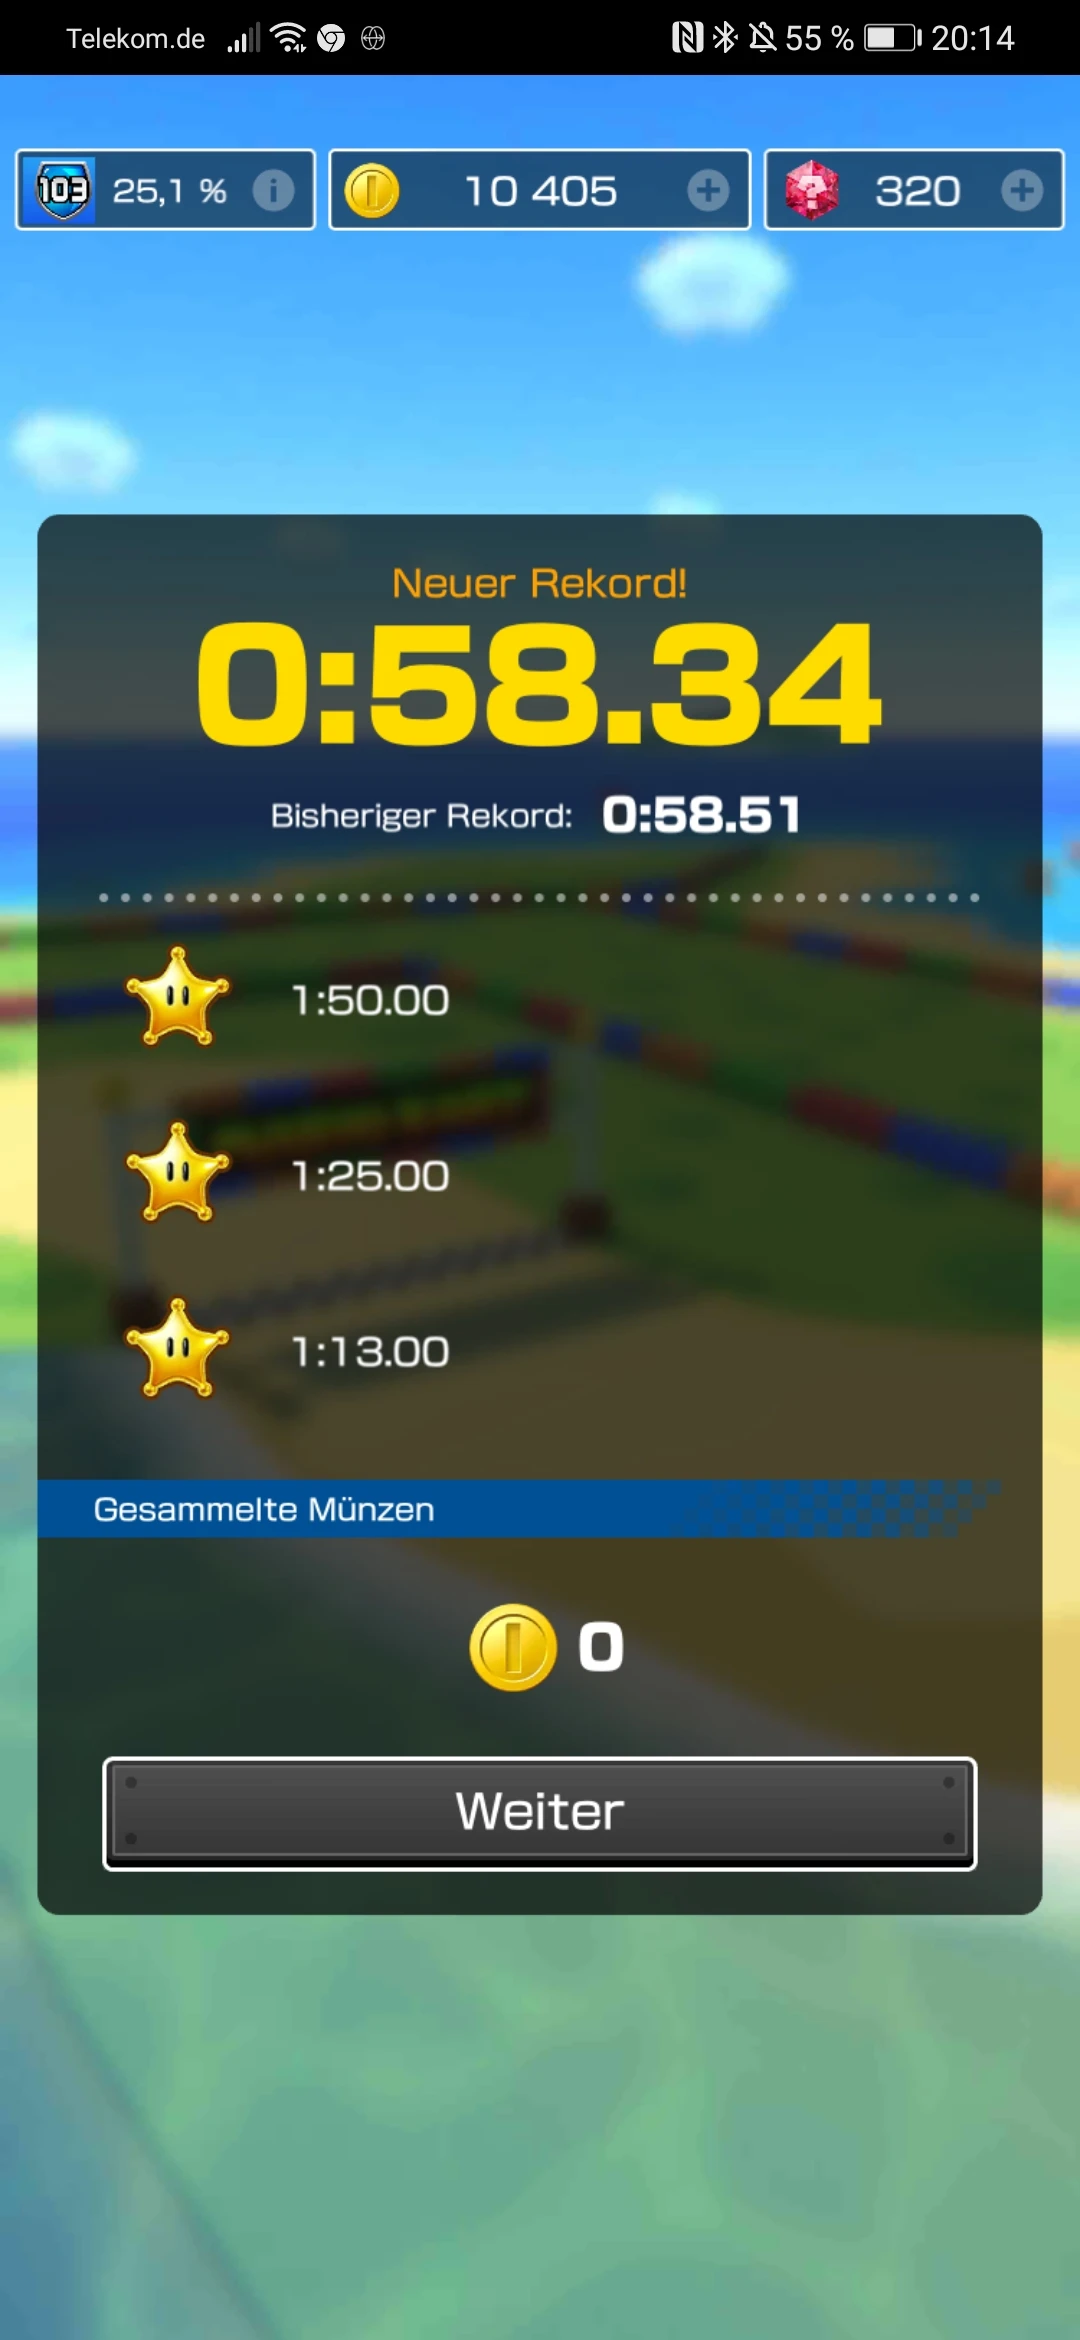 Telekom.de 55 % 20:14
103 25,1 % 10 405 320
Neuer Rekord!
0:58.34
Bisheriger Rekord: 0:58.51
1:50.00
1:25.00
1:13.00
Gesammelte Münzen
0
Weiter